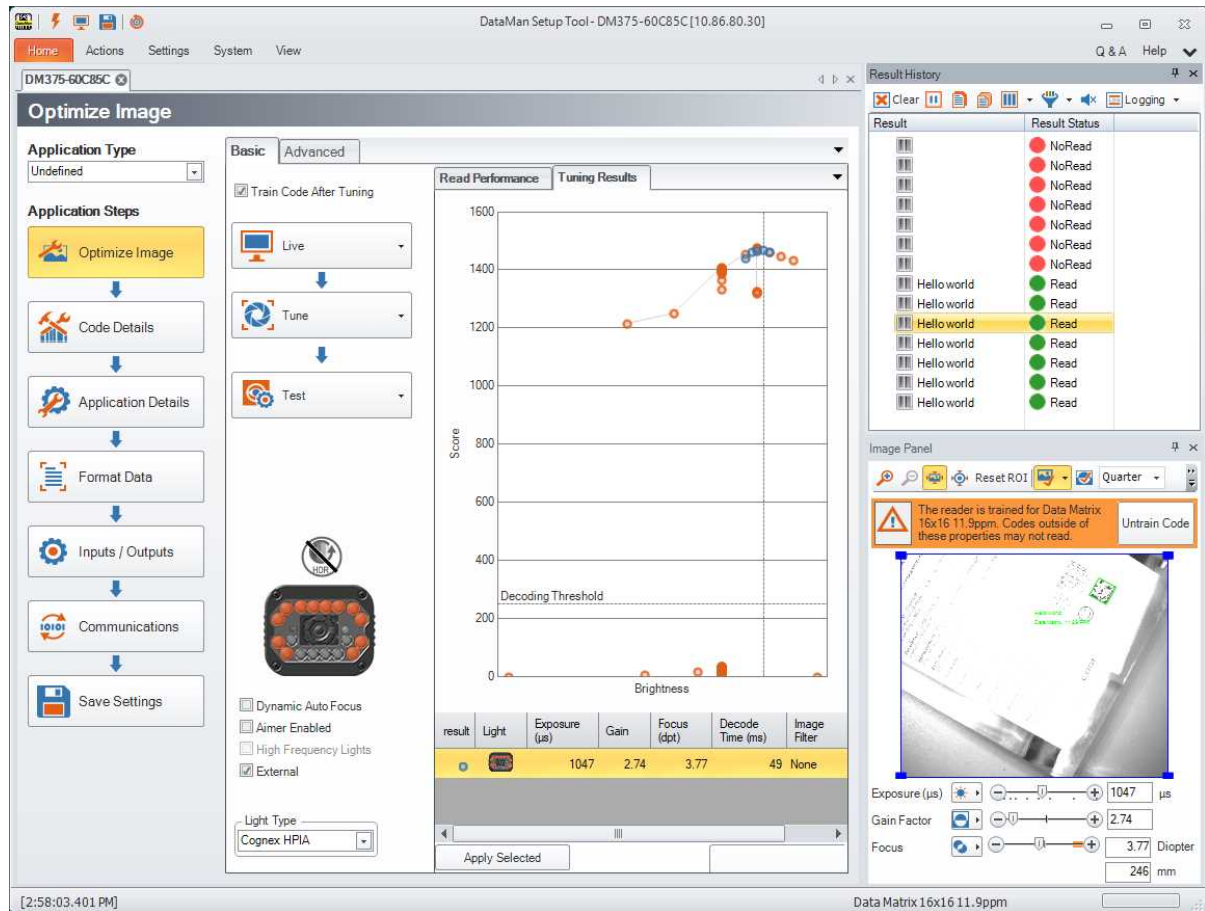 DataMan Setup Tool - DM375-60C85C [10.86.80.30]
Home Actions Settings System View Q & A Help
DM375-60C85C
Optimize Image
Application Type
Undefined
Application Steps
Optimize Image
Code Details
Application Details
Format Data
Inputs / Outputs
Communications
Save Settings
Basic Advanced
Train Code After Tuning
Live
Tune
Test
HDR
Dynamic Auto Focus
Aimer Enabled
High Frequency Lights
External
Light Type
Cognex HPIA
Read Performance Tuning Results
1600
1400
1200
1000
800
600
400
200
0
Score
Decoding Threshold
Brightness
result Light Exposure (µs) Gain Focus (dpt) Decode Time (ms) Image Filter
1047 2.74 3.77 49 None
Apply Selected
Result History
Clear Logging
Result Result Status
NoRead
NoRead
NoRead
NoRead
NoRead
NoRead
NoRead
Hello world Read
Hello world Read
Hello world Read
Hello world Read
Hello world Read
Hello world Read
Hello world Read
Image Panel
Reset ROI Quarter
The reader is trained for Data Matrix
16x16 11.9ppm. Codes outside of
these properties may not read.
Untrain Code
Exposure (µs) 1047 µs
Gain Factor 2.74
Focus 3.77 Diopter
246 mm
[2:58:03.401 PM] Data Matrix 16x16 11.9ppm